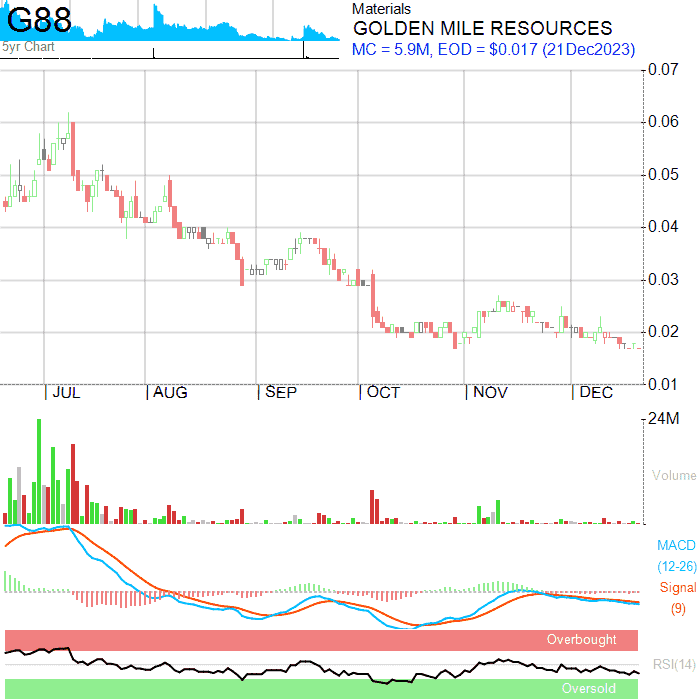 G88
5yr Chart
Materials
GOLDEN MILE RESOURCES
MC = 5.9M, EOD = $0.017 (21Dec2023)
0.07
0.06
0.05
0.04
0.03
0.02
0.01
JUL AUG SEP OCT NOV DEC
24M
Volume
MACD
(12-26)
Signal
(9)
Overbought
RSI(14)
Oversold